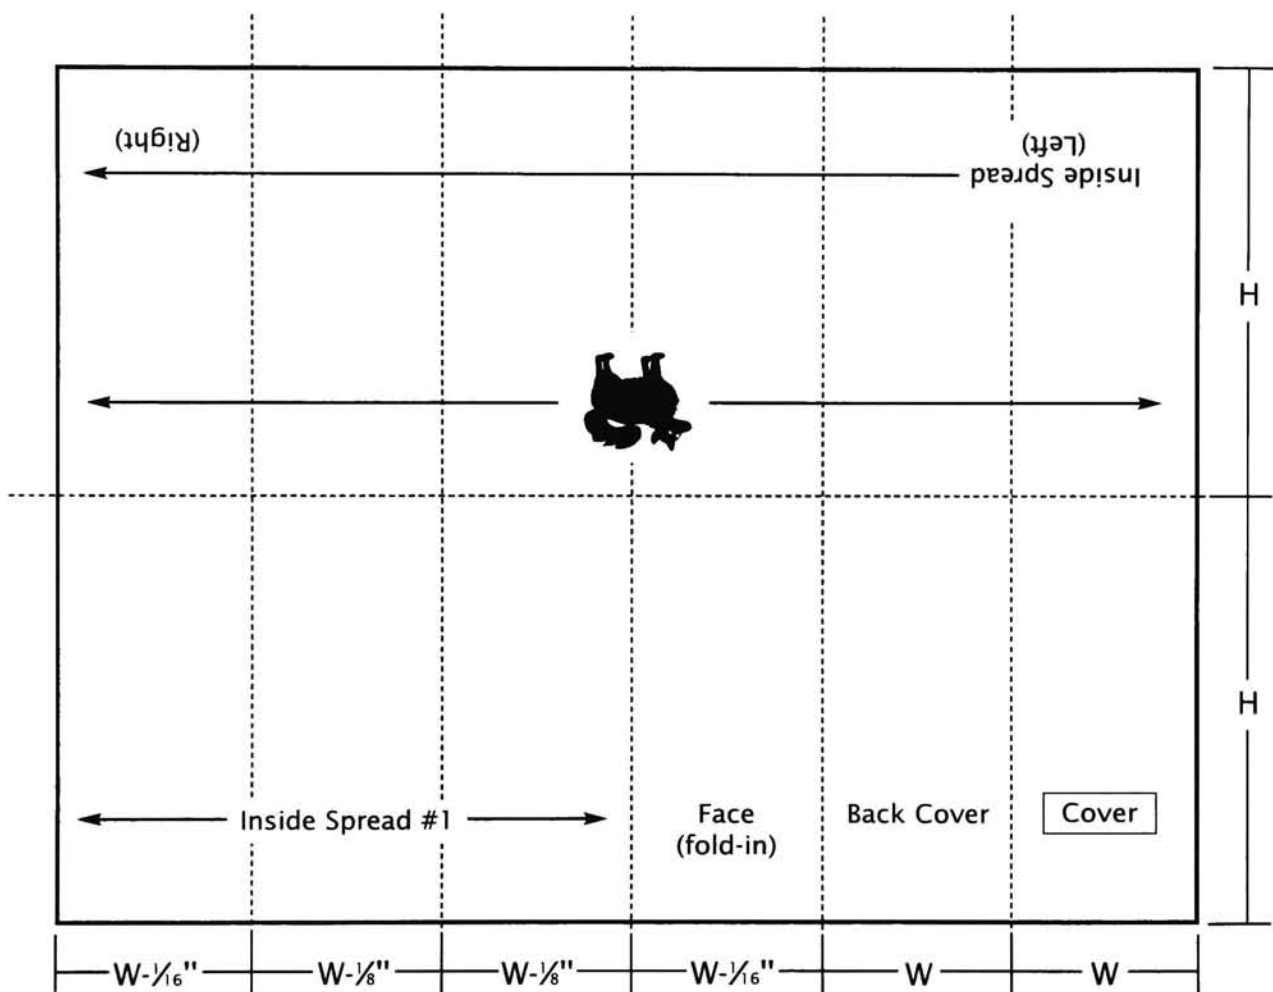 (Right)
(Left)
Inside Spread
H
H
Inside Spread #1
Face
(fold-in)
Back Cover
Cover
W-1/16"
W-1/8"
W-1/8"
W-1/16"
W
W